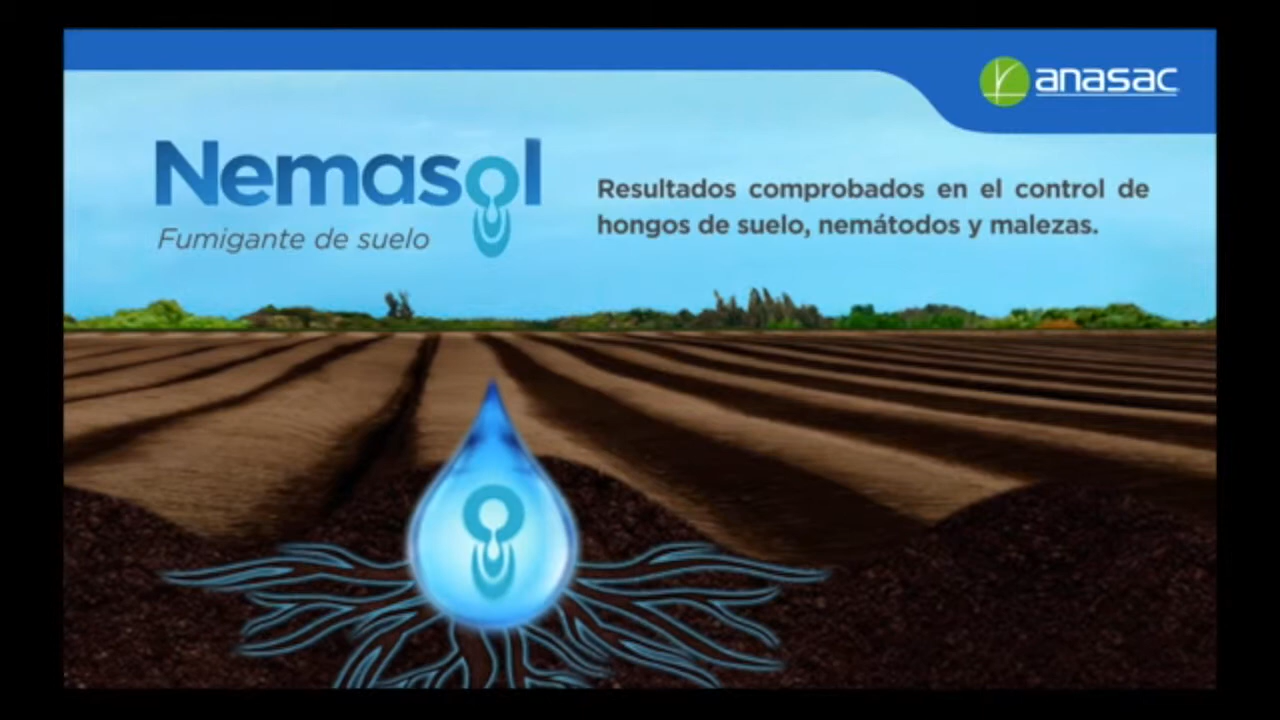 anasac
Nemasol
Fumigante de suelo
Resultados comprobados en el control de
hongos de suelo, nemátodos y malezas.